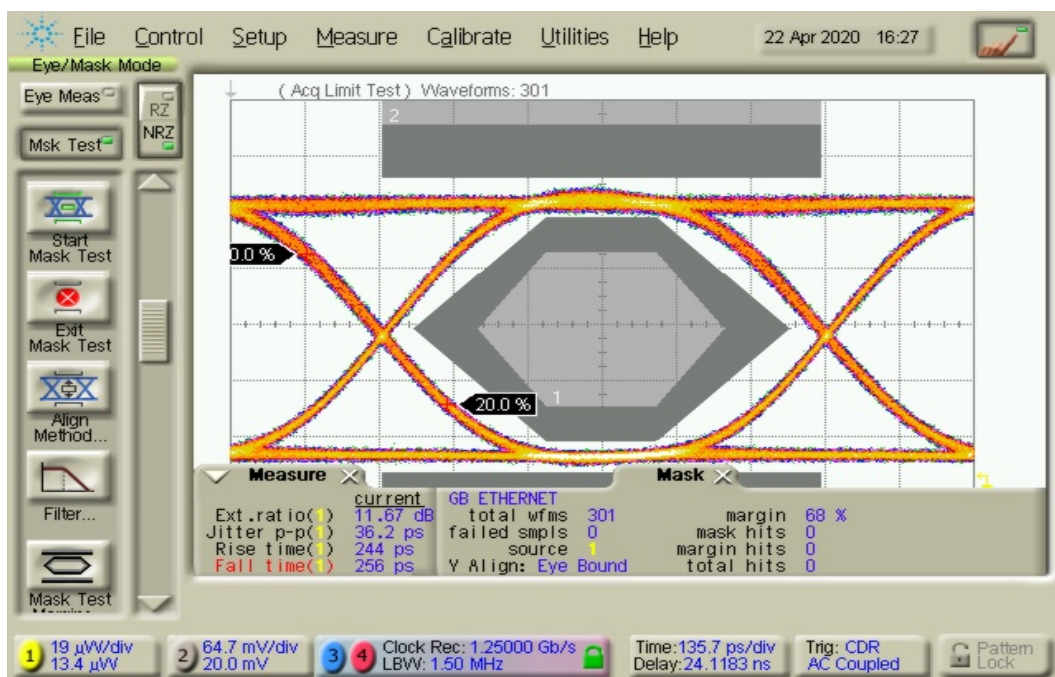 File Control Setup Measure Calibrate Utilities Help 22 Apr 2020 16:27
Eye/Mask Mode
Eye Meas
RZ
NRZ
Msk Test
( Acq Limit Test ) Waveforms: 301
2
Start
Mask Test
0.0 %
Exit
Mask Test
20.0 %
1
Align
Method...
Filter...
Mask Test
Measure
current
Ext.ratio(1) 11.67 dB
Jitter p-p(1) 36.2 ps
Rise time(1) 244 ps
Fall time(1) 256 ps
Mask
GB ETHERNET
total wfms 301 margin 68 %
failed smpls 0 mask hits 0
source 1 margin hits 0
Y Align: Eye Bound total hits 0
1 19 µW/div
13.4 µW
2 64.7 mV/div
20.0 mV
3 4 Clock Rec: 1.25000 Gb/s
LBW: 1.50 MHz
Time:135.7 ps/div
Delay:24.1183 ns
Trig: CDR
AC Coupled
Pattern
Lock